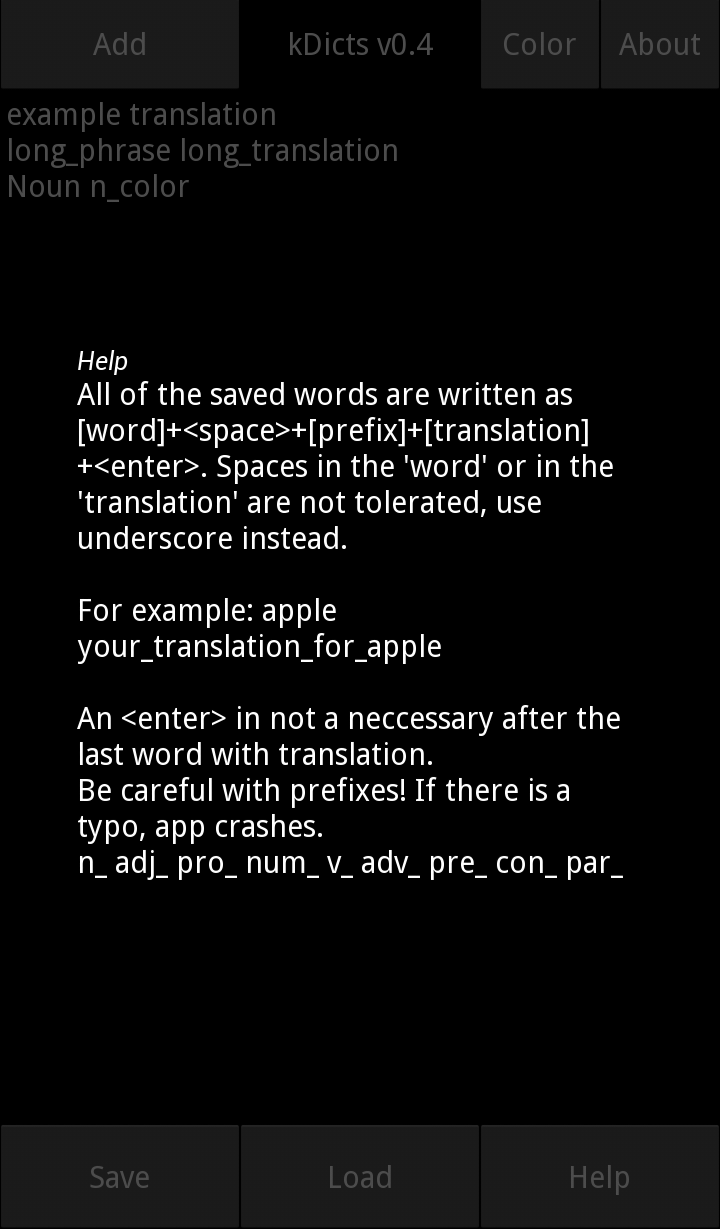 Add kDicts v0.4 Color About
example translation
long_phrase long_translation
Noun n_color
Help
All of the saved words are written as
[word]+<space>+[prefix]+[translation]
+<enter>. Spaces in the 'word' or in the
'translation' are not tolerated, use
underscore instead.
For example: apple
your_translation_for_apple
An <enter> in not a neccessary after the
last word with translation.
Be careful with prefixes! If there is a
typo, app crashes.
n_ adj_ pro_ num_ v_ adv_ pre_ con_ par_
Save Load Help